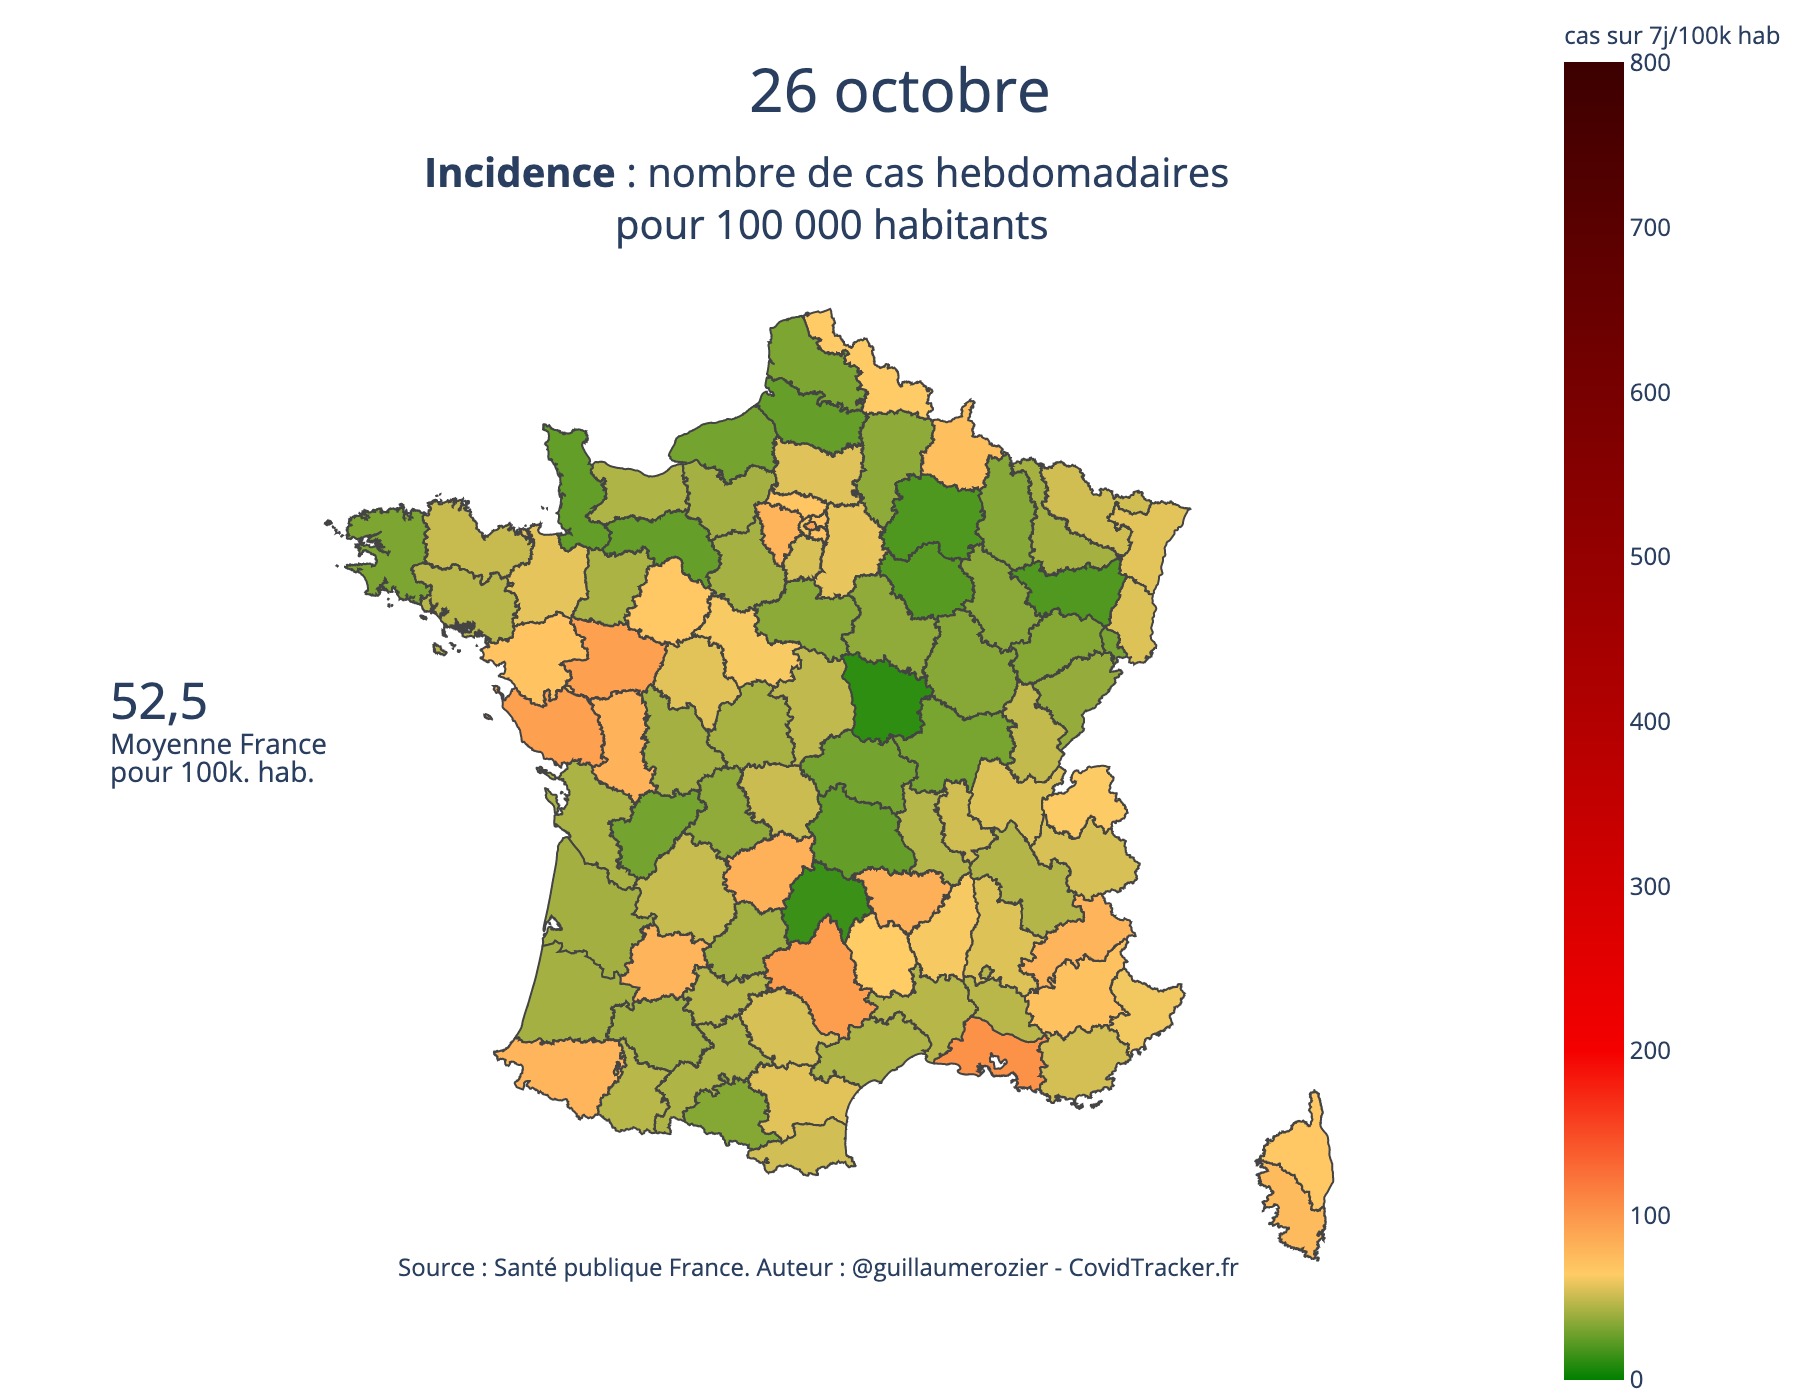 cas sur 7j/100k hab
26 octobre
Incidence : nombre de cas hebdomadaires
pour 100 000 habitants
800
700
600
500
400
300
200
100
0
52,5
Moyenne France
pour 100k. hab.
Source : Santé publique France. Auteur : @guillaumerozier - CovidTracker.fr